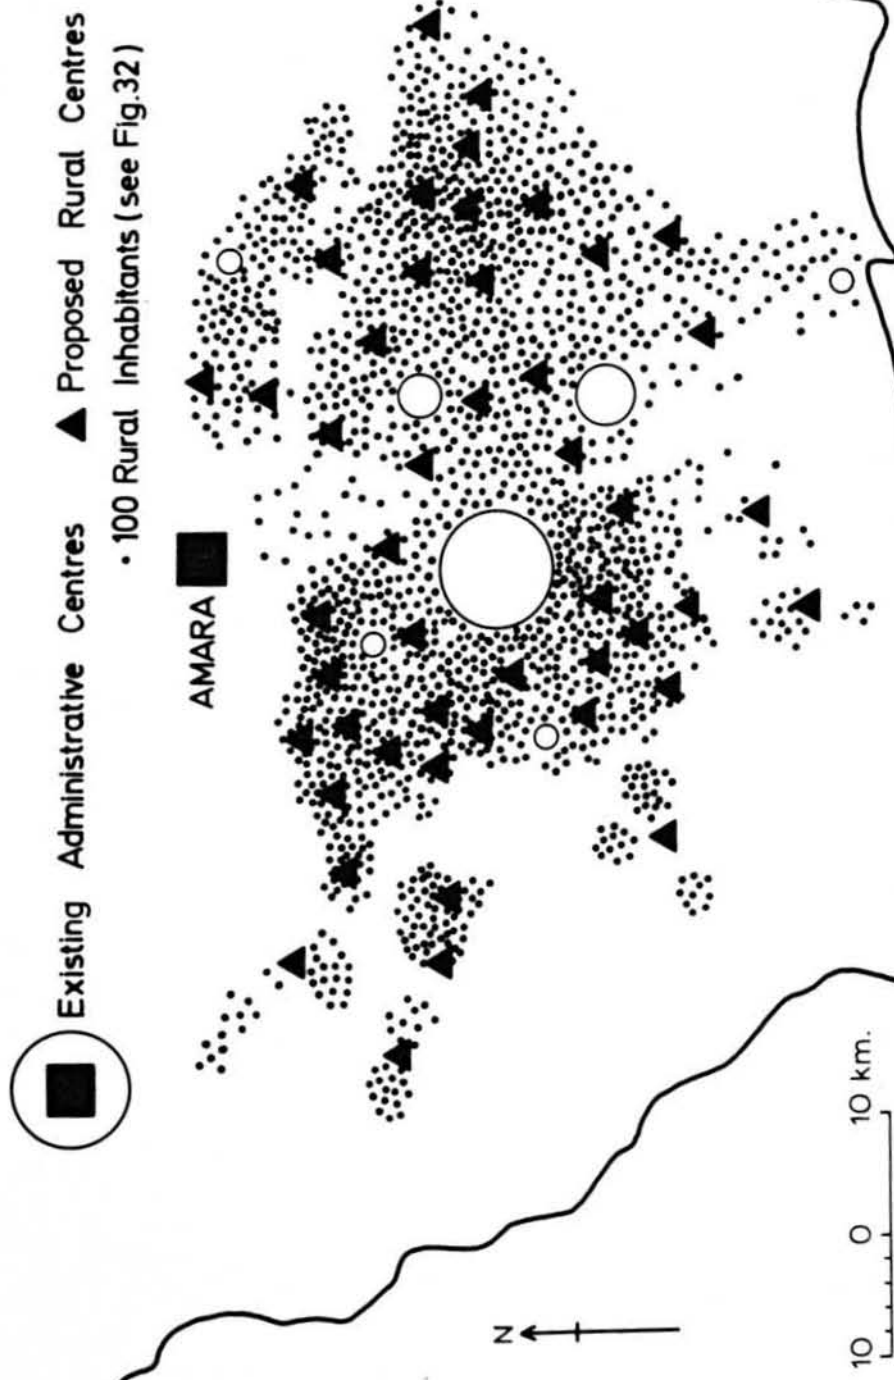 Existing Administrative Centres
Proposed Rural Centres
· 100 Rural Inhabitants ( see Fig.32 )
AMARA
N
10 0 10 km.